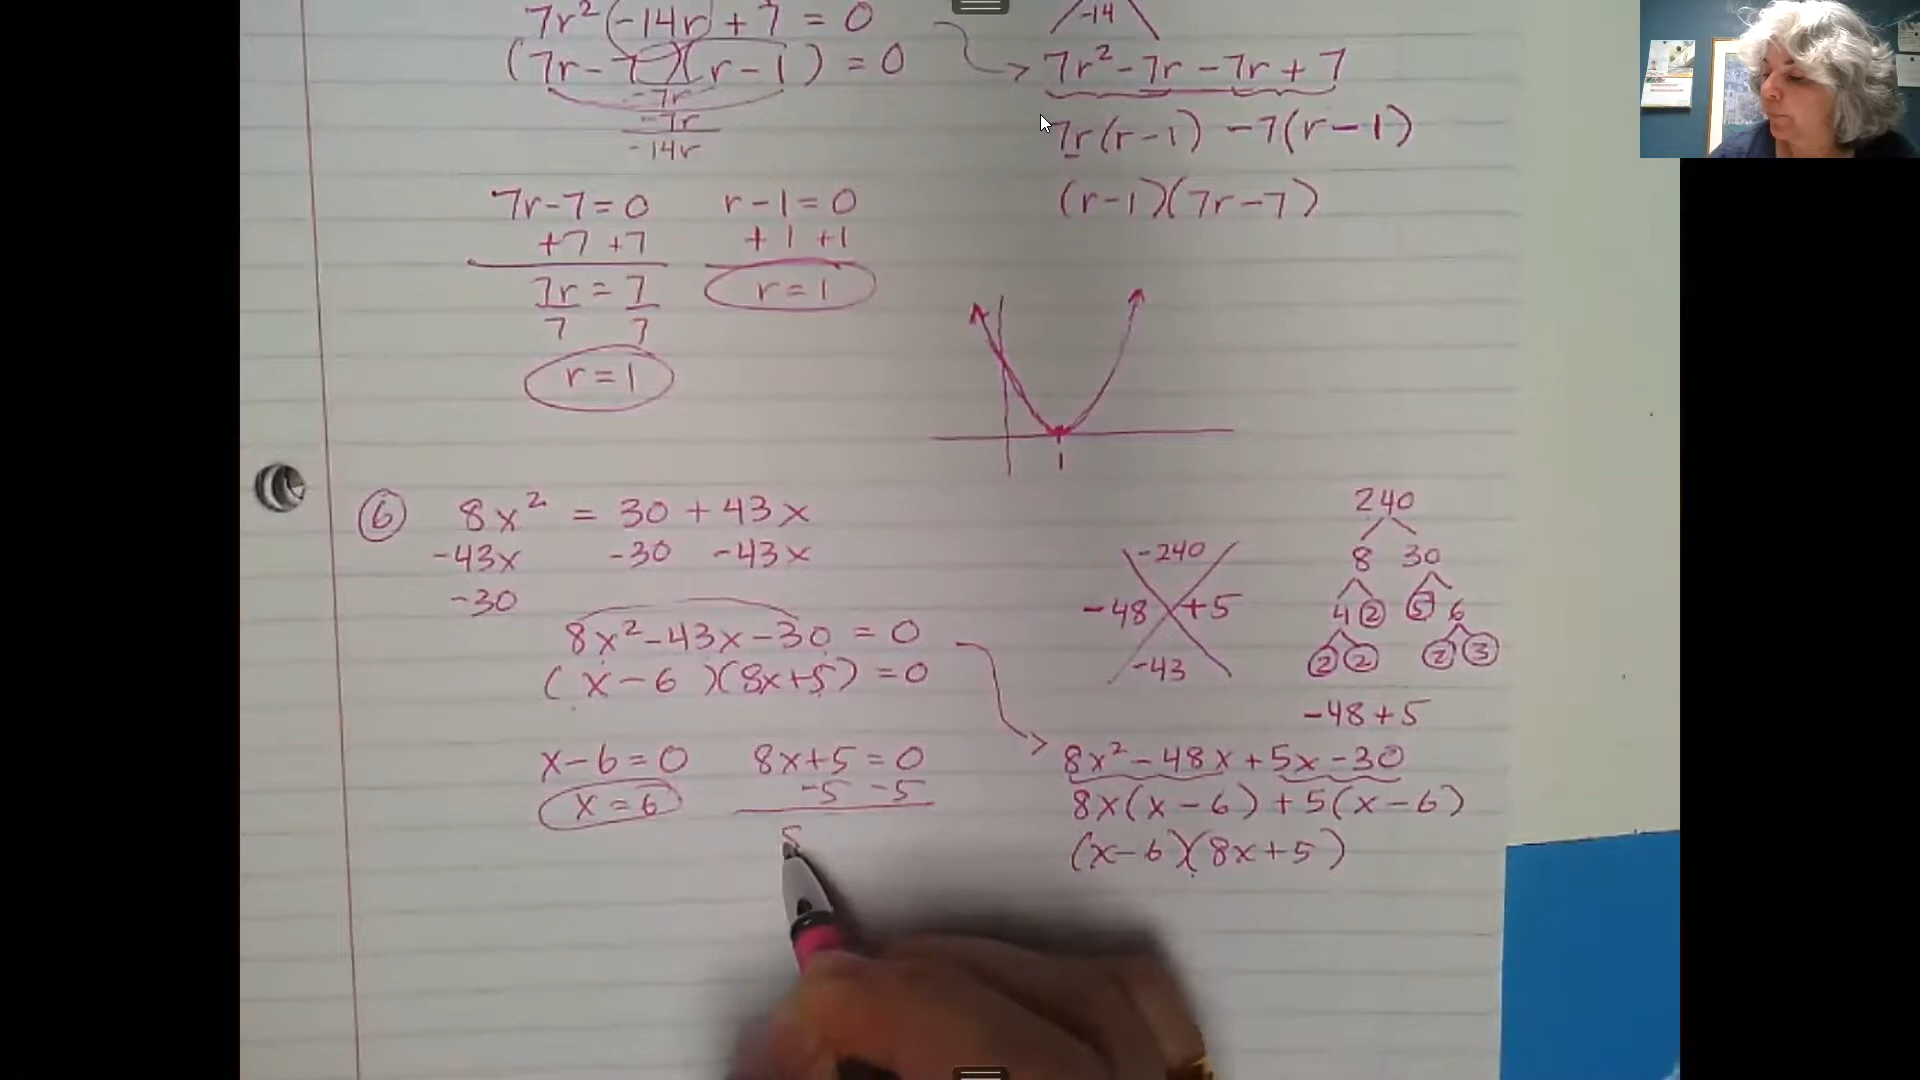 7r² -14r + 7 = 0
(7r - 7)(r - 1) = 0
-7r
-7r
-14r
7r - 7 = 0
+7 +7
7r = 7
7 7
r = 1
r - 1 = 0
+ 1 +1
r = 1
-14
7r² - 7r - 7r + 7
7r(r - 1) - 7(r - 1)
(r - 1)(7r - 7)
1
6 8x² = 30 + 43x
-43x -30 -43x
-30
8x² - 43x - 30 = 0
(x - 6)(8x + 5) = 0
x - 6 = 0
x = 6
8x + 5 = 0
-5 -5
-240
-48 +5
-43
240
8 30
4 2 5 6
2 2 2 3
-48 + 5
8x² - 48x + 5x - 30
8x(x - 6) + 5(x - 6)
(x - 6)(8x + 5)